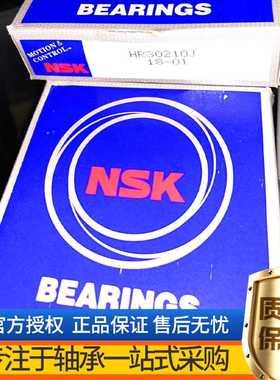 BEARINGS
MOTION &
CONTROL™
NSK
HR30210J
18-01
NSK
BEARINGS
质
保
官方授权 正品保证 售后无忧
专注于轴承一站式采购